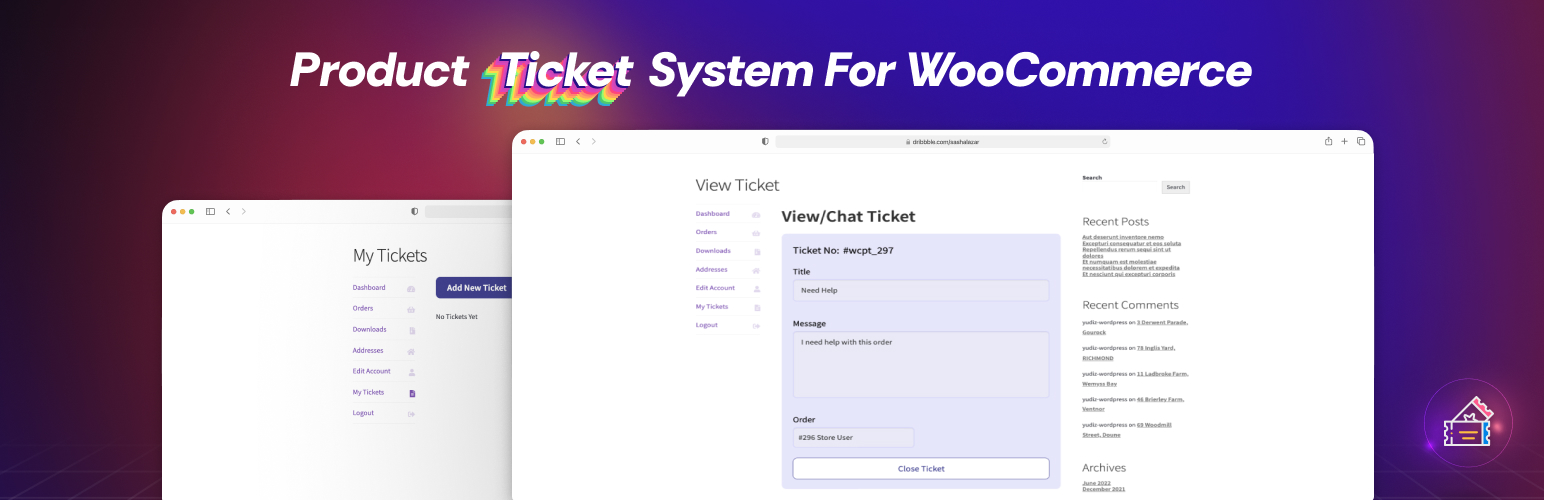 Product Ticket System For WooCommerce
My Tickets
Dashboard
Orders
Downloads
Addresses
Edit Account
My Tickets
Logout
Add New Ticket
No Tickets Yet
dribbble.com/sashalazar
View Ticket
Dashboard
Orders
Downloads
Addresses
Edit Account
My Tickets
Logout
View/Chat Ticket
Ticket No: #wcpt_297
Title
Need Help
Message
I need help with this order
Order
#296 Store User
Close Ticket
Search
Search
Recent Posts
Aut deserunt inventore nemo
Excepturi consequatur et eos soluta
Repellendus rerum sequi sint ut
dolores
Et numquam est molestiae
necessitatibus dolorem et expedita
Et nesciunt qui excepturi corporis
Recent Comments
yudiz-wordpress on 3 Derwent Parade,
Gourock
yudiz-wordpress on 76 Inglis Yard,
RICHMOND
yudiz-wordpress on 11 Ladbroke Farm,
Wemyss Bay
yudiz-wordpress on 46 Brierley Farm,
Ventnor
yudiz-wordpress on 69 Woodmill
Street, Doune
Archives
June 2022
December 2021